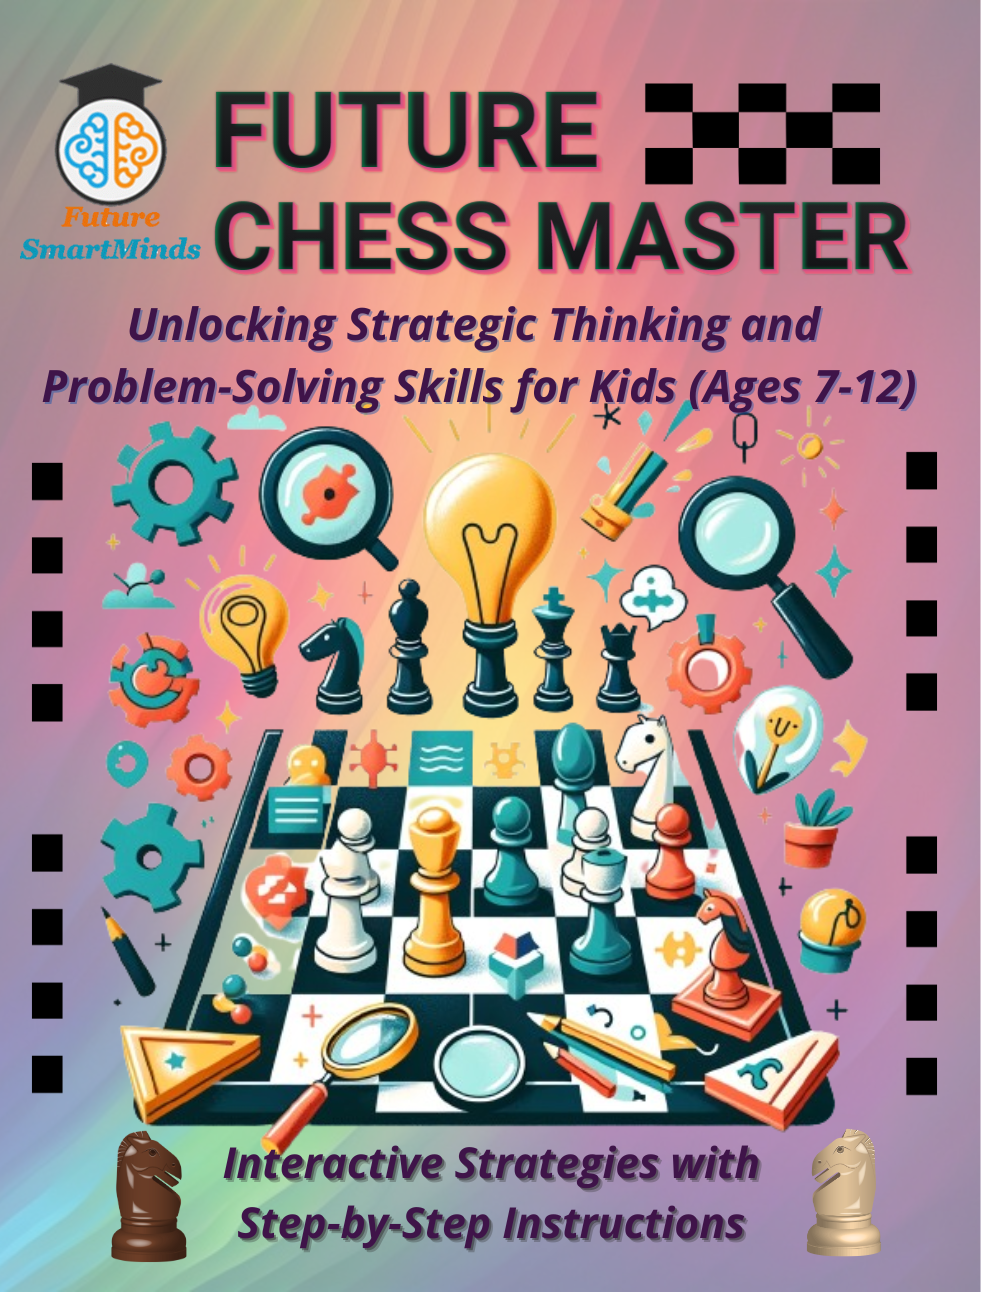 FUTURE
CHESS MASTER
Future
SmartMinds
Unlocking Strategic Thinking and
Problem-Solving Skills for Kids (Ages 7-12)
Interactive Strategies with
Step-by-Step Instructions